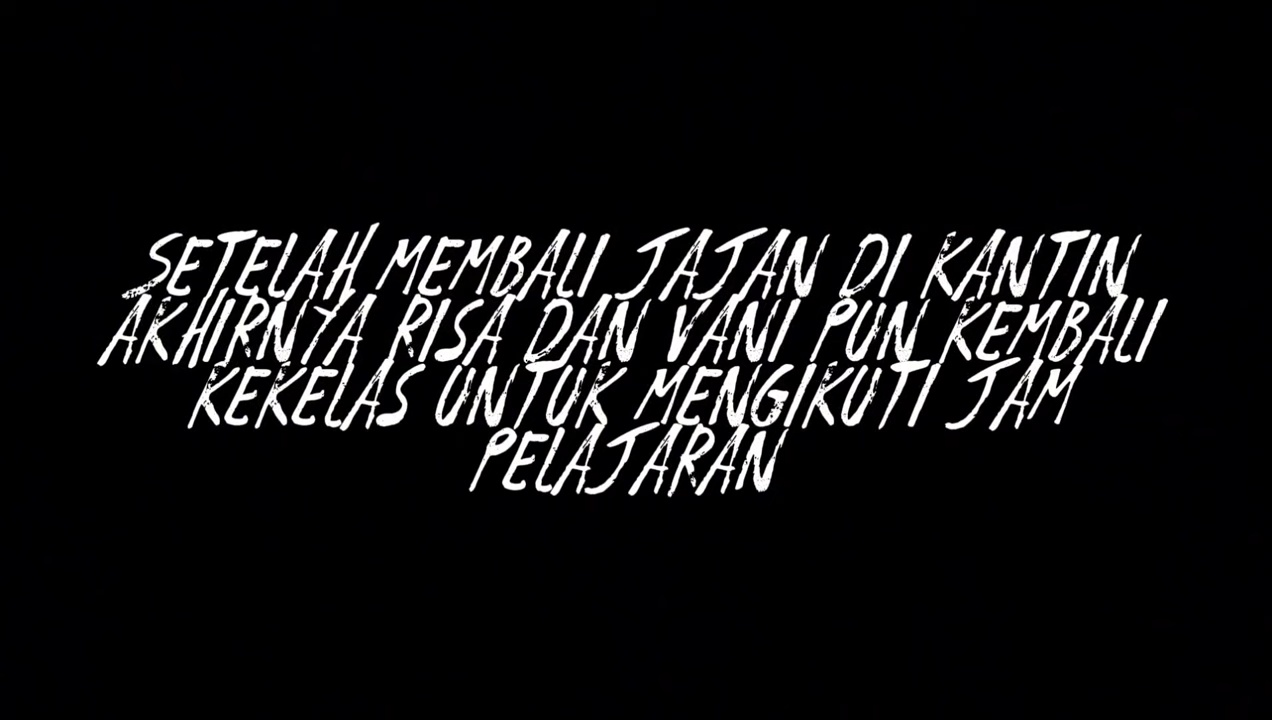 SETELAH MEMBALI JAJAN DI KANTIN
AKHIRNYA RISA DAN VANI PUN KEMBALI
KEKELAS UNTUK MENGIKUTI JAM
PELAJARAN